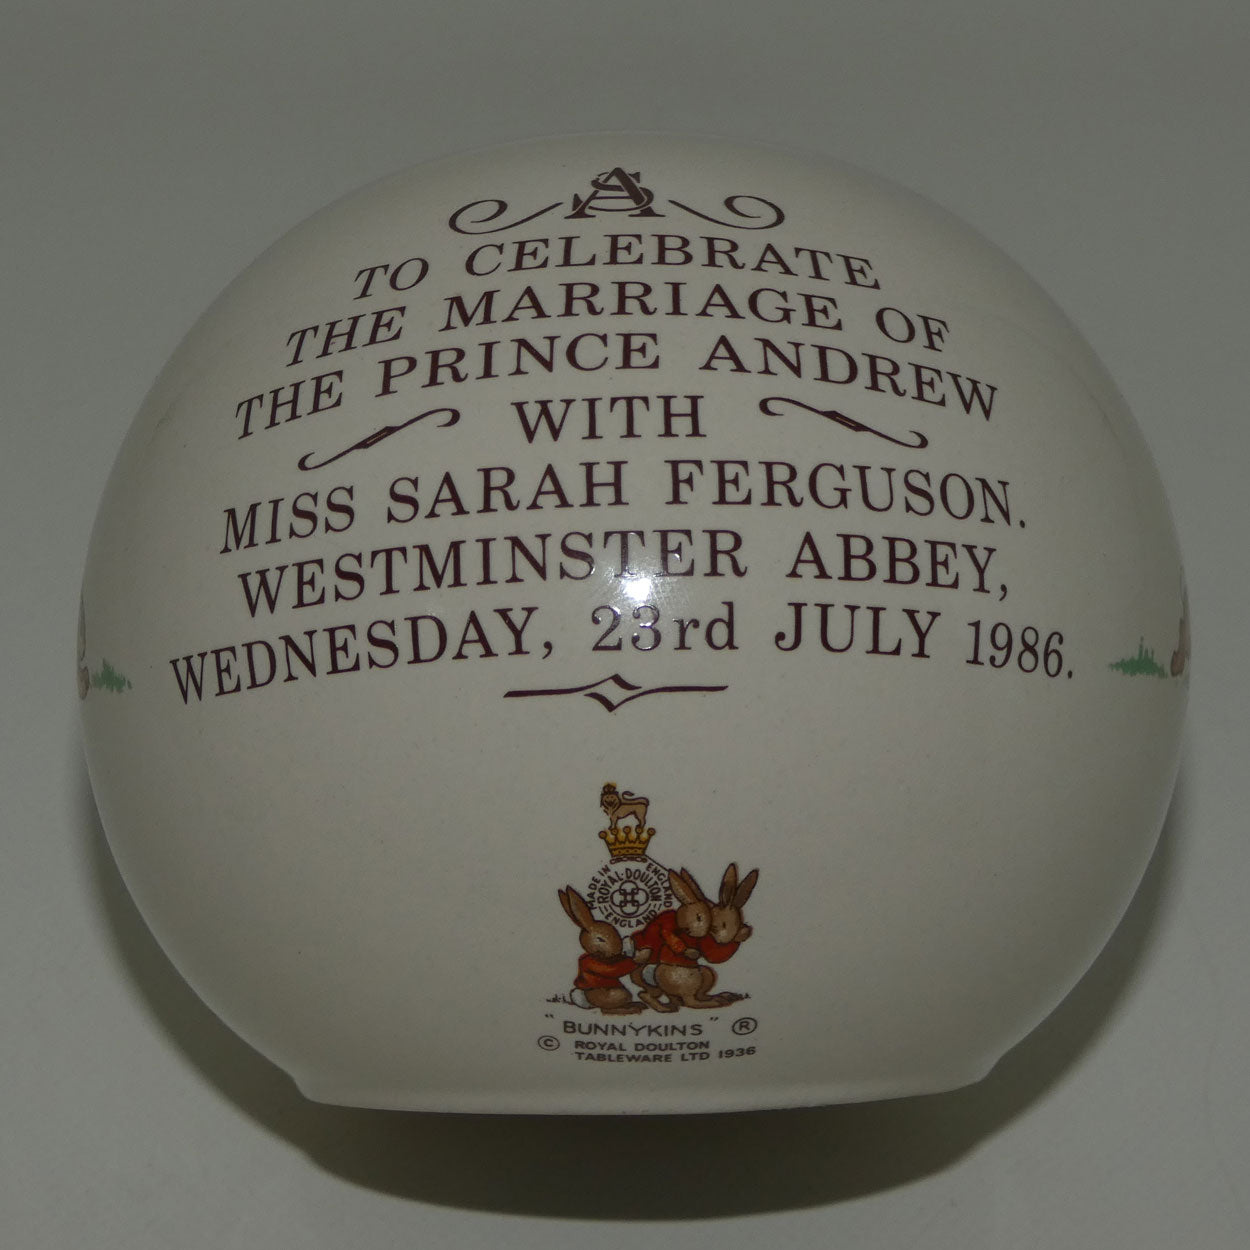 AS
TO CELEBRATE
THE MARRIAGE OF
THE PRINCE ANDREW
WITH
MISS SARAH FERGUSON.
WESTMINSTER ABBEY,
WEDNESDAY, 23rd JULY 1986.
MADE IN ENGLAND
ROYAL·DOULTON
ENGLAND
"BUNNYKINS" ®
© ROYAL DOULTON
TABLEWARE LTD 1936